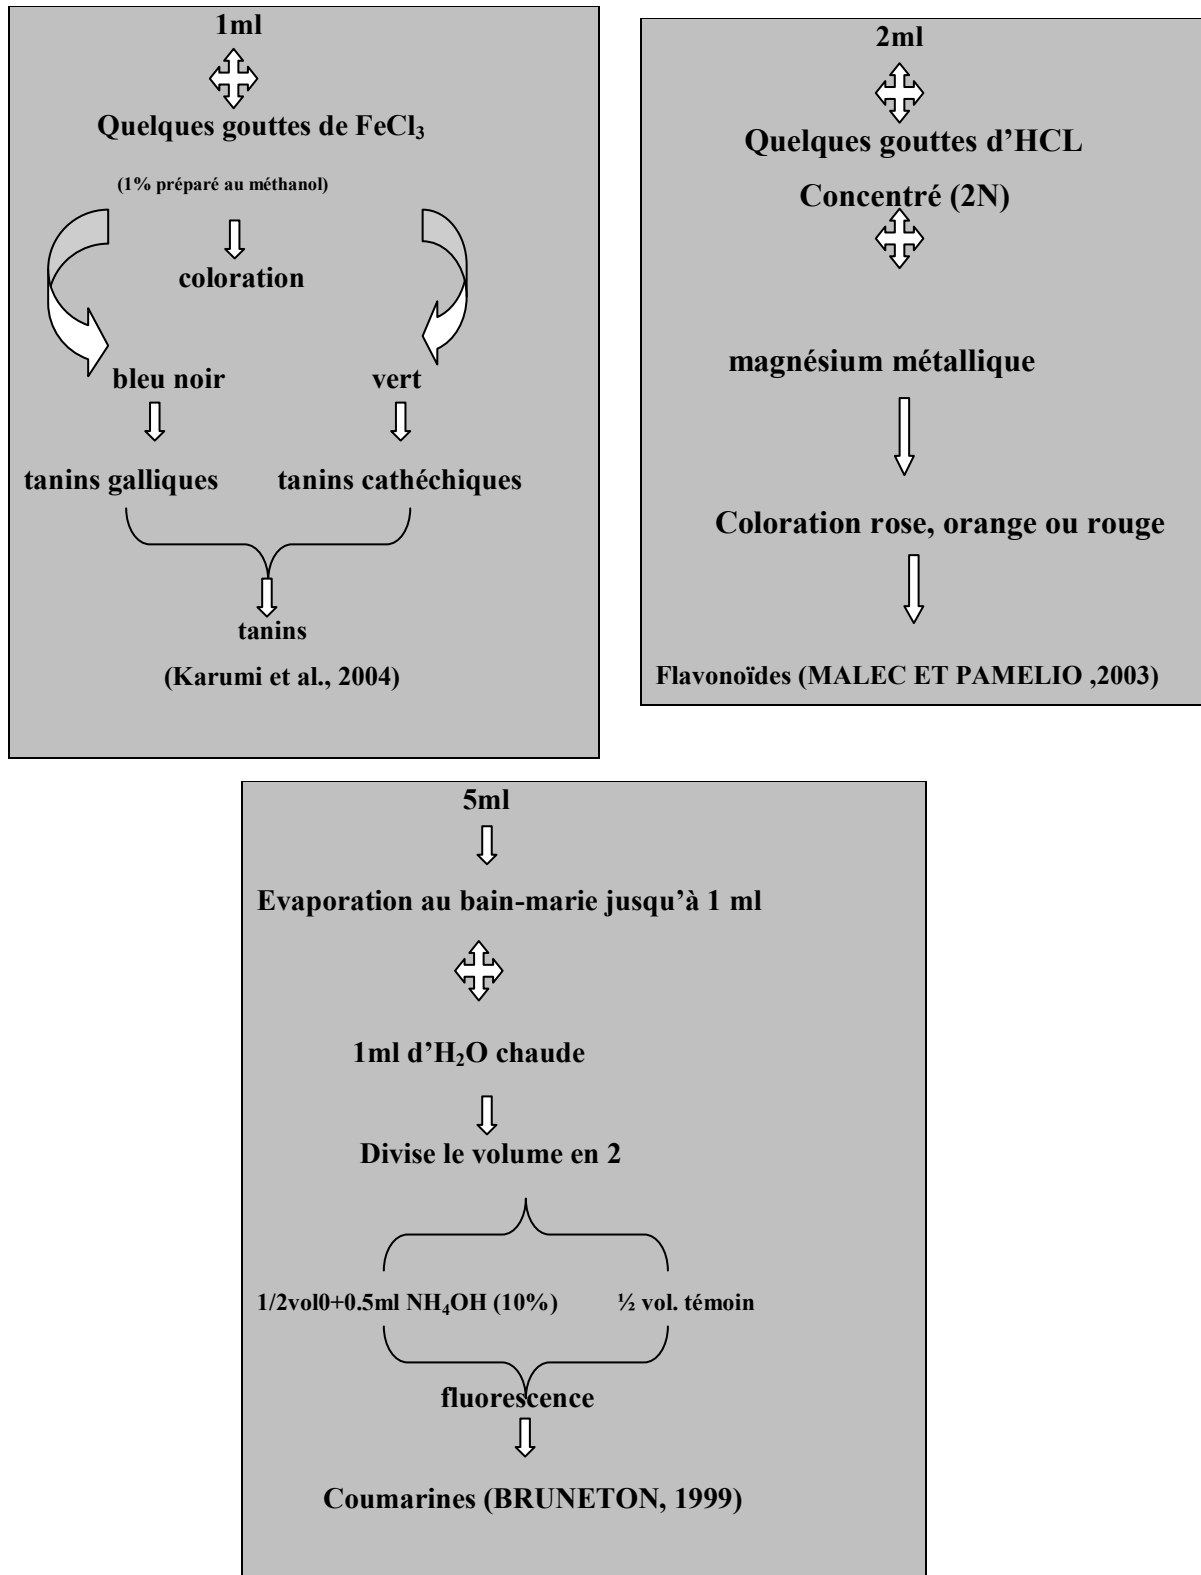 1ml
Quelques gouttes de FeCl₃
(1% préparé au méthanol)
coloration
bleu noir vert
tanins galliques tanins cathéchiques
tanins
(Karumi et al., 2004)
2ml
Quelques gouttes d’HCL
Concentré (2N)
magnésium métallique
Coloration rose, orange ou rouge
Flavonoïdes (MALEC ET PAMELIO ,2003)
5ml
Evaporation au bain-marie jusqu’à 1 ml
1ml d’H₂O chaude
Divise le volume en 2
1/2vol0+0.5ml NH₄OH (10%) ½ vol. témoin
fluorescence
Coumarines (BRUNETON, 1999)